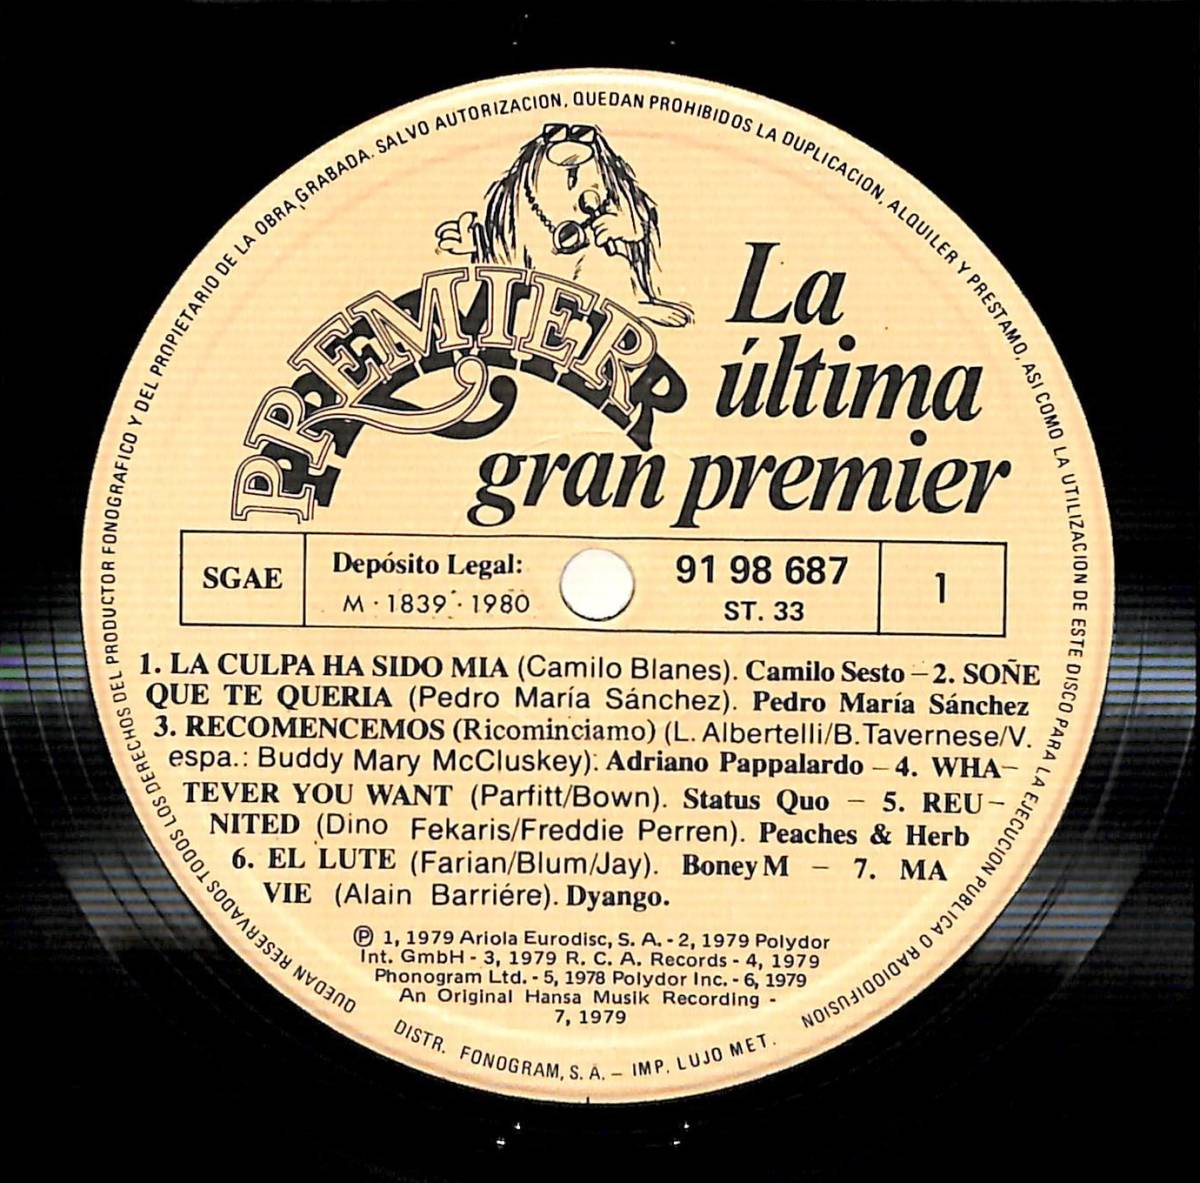 QUEDAN RESERVADOS TODOS LOS DERECHOS DEL PRODUCTOR FONOGRAFICO Y DEL PROPIETARIO DE LA OBRA GRABADA. SALVO AUTORIZACION, QUEDAN PROHIBIDOS LA DUPLICACION, ALQUILER Y PRESTAMO, ASI COMO LA UTILIZACION DE ESTE DISCO PARA LA EJECUCION PUBLICA O RADIODIFUSION
PREMIER
La
última
gran premier
SGAE
Depósito Legal:
M · 1839 · 1980
91 98 687
ST. 33
1
1. LA CULPA HA SIDO MIA (Camilo Blanes). Camilo Sesto – 2. SOÑE
QUE TE QUERIA (Pedro María Sánchez). Pedro María Sánchez
3. RECOMENCEMOS (Ricominciamo) (L. Albertelli/B. Tavernese/V.
espa.: Buddy Mary McCluskey). Adriano Pappalardo – 4. WHA–
TEVER YOU WANT (Parfitt/Bown). Status Quo – 5. REU–
NITED (Dino Fekaris/Freddie Perren). Peaches & Herb
6. EL LUTE (Farian/Blum/Jay). Boney M – 7. MA
VIE (Alain Barriére). Dyango.
Ⓟ 1, 1979 Ariola Eurodisc, S. A. - 2, 1979 Polydor
Int. GmbH - 3, 1979 R. C. A. Records - 4, 1979
Phonogram Ltd. - 5, 1978 Polydor Inc. - 6, 1979
An Original Hansa Musik Recording -
7, 1979
DISTR. FONOGRAM, S. A. – IMP. LUJO MET.